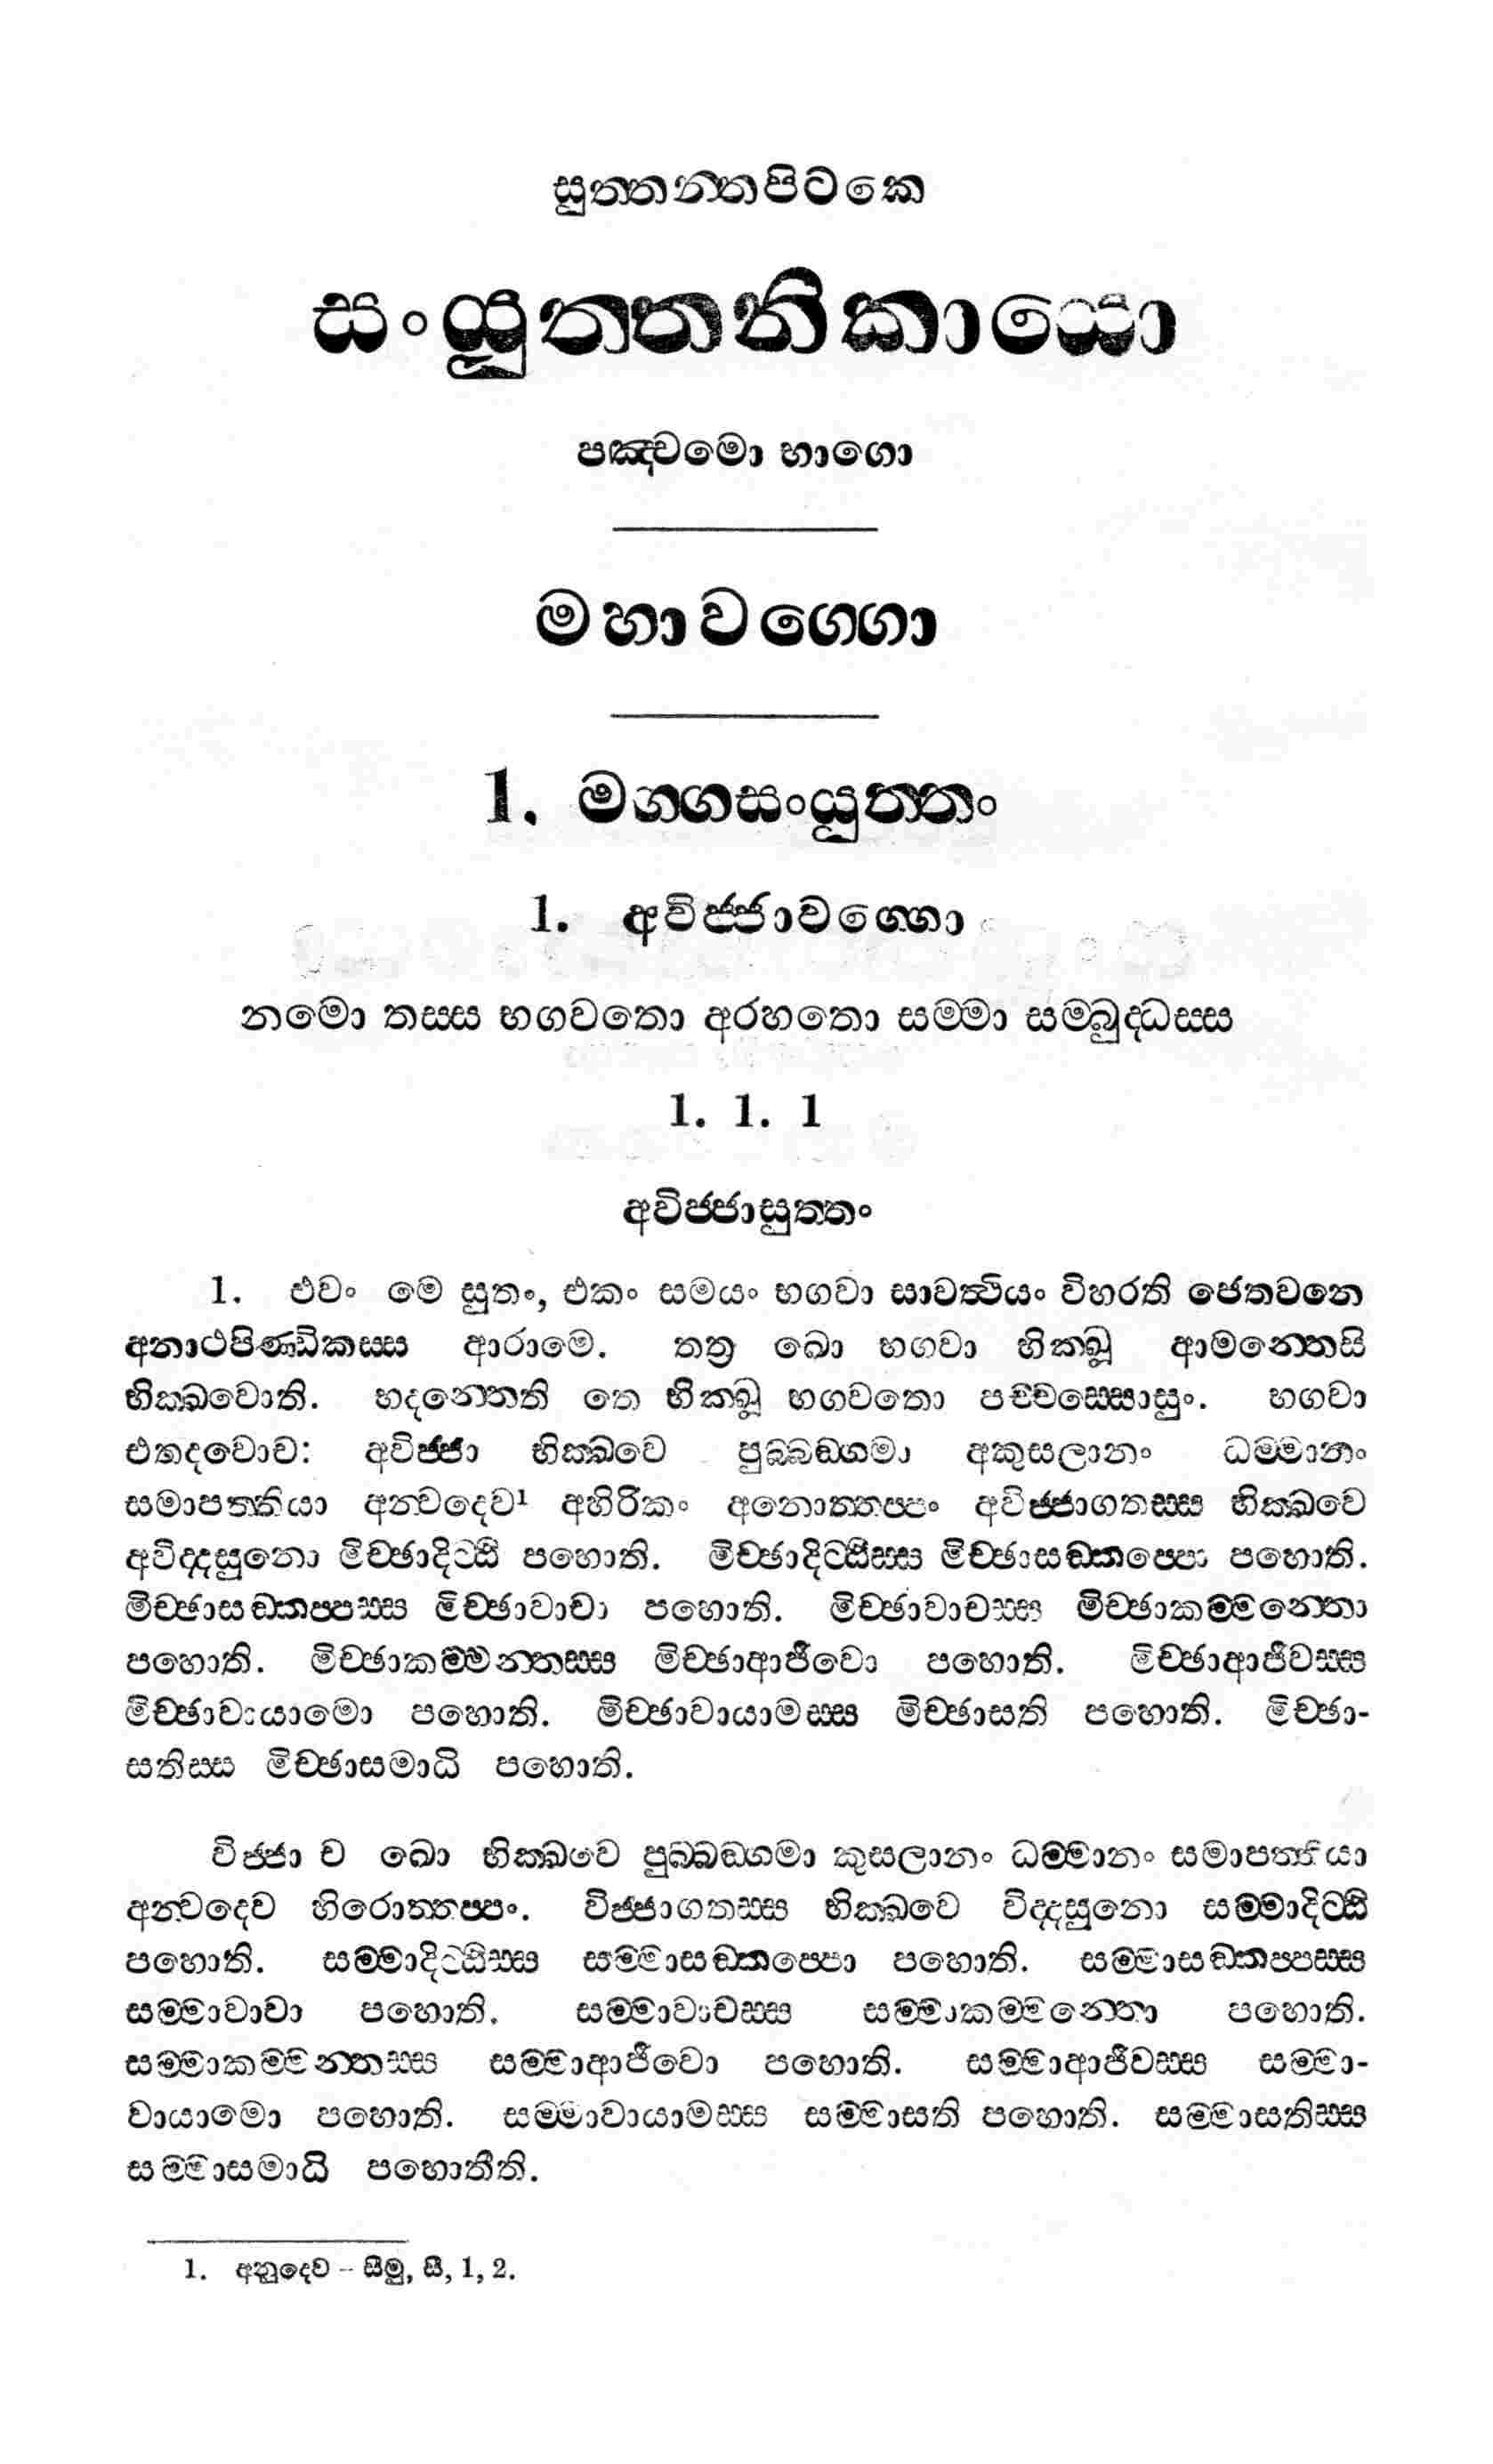 සුත්තන්තපිටකෙ
සංයුත්තනිකායො
පඤ්චමො භාගො
මහාවග්ගො
1. මග්ගසංයුත්තං
1. අවිජ්ජාවග්ගො
නමො තස්ස භගවතො අරහතො සම්මා සම්බුද්ධස්ස
1. 1. 1
අවිජ්ජාසුත්තං
1. එවං මෙ සුතං, එකං සමයං භගවා සාවත්ථියං විහරති ජෙතවනෙ
අනාථපිණ්ඩිකස්ස ආරාමෙ. තත්‍ර ඛො භගවා භික්ඛූ ආමන්තෙසි
භික්ඛවොති. භදන්තෙති තෙ භික්ඛූ භගවතො පච්චස්සොසුං. භගවා
එතදවොච: අවිජ්ජා භික්ඛවෙ පුබ්බඞ්ගමා අකුසලානං ධම්මානං
සමාපත්තියා අන්වදෙව¹ අහිරිකං අනොත්තප්පං අවිජ්ජාගතස්ස භික්ඛවෙ
අවිද්දසුනො මිච්ඡාදිට්ඨි පහොති. මිච්ඡාදිට්ඨිස්ස මිච්ඡාසඞ්කප්පො පහොති.
මිච්ඡාසඞ්කප්පස්ස මිච්ඡාවාචා පහොති. මිච්ඡාවාචස්ස මිච්ඡාකම්මන්තො
පහොති. මිච්ඡාකම්මන්තස්ස මිච්ඡාආජීවො පහොති. මිච්ඡාආජීවස්ස
මිච්ඡාවායාමො පහොති. මිච්ඡාවායාමස්ස මිච්ඡාසති පහොති. මිච්ඡා-
සතිස්ස මිච්ඡාසමාධි පහොති.
විජ්ජා ච ඛො භික්ඛවෙ පුබ්බඞ්ගමා කුසලානං ධම්මානං සමාපත්තියා
අන්වදෙව හිරොත්තප්පං. විජ්ජාගතස්ස භික්ඛවෙ විද්දසුනො සම්මාදිට්ඨි
පහොති. සම්මාදිට්ඨිස්ස සම්මාසඞ්කප්පො පහොති. සම්මාසඞ්කප්පස්ස
සම්මාවාචා පහොති. සම්මාවාචස්ස සම්මාකම්මන්තො පහොති.
සම්මාකම්මන්තස්ස සම්මාආජීවො පහොති. සම්මාආජීවස්ස සම්මා-
වායාමො පහොති. සම්මාවායාමස්ස සම්මාසති පහොති. සම්මාසතිස්ස
සම්මාසමාධි පහොතීති.
1. අනුදෙව – සීමු, සී, 1, 2.